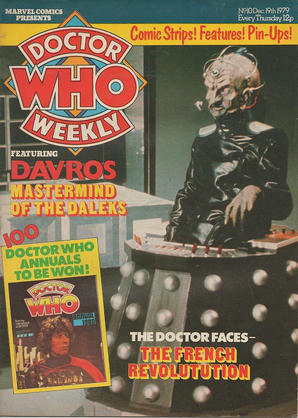 MARVEL COMICS
PRESENTS
DOCTOR
WHO
WEEKLY
Nº10 Dec 19th 1979
Every Thursday 12p
Comic Strips! Features! Pin-Ups!
FEATURING
DAVROS
MASTERMIND
OF THE DALEKS
100
DOCTOR WHO
ANNUALS
TO BE WON!
DOCTOR
WHO
THE DOCTOR FACES-
THE FRENCH
REVOLUTUTION